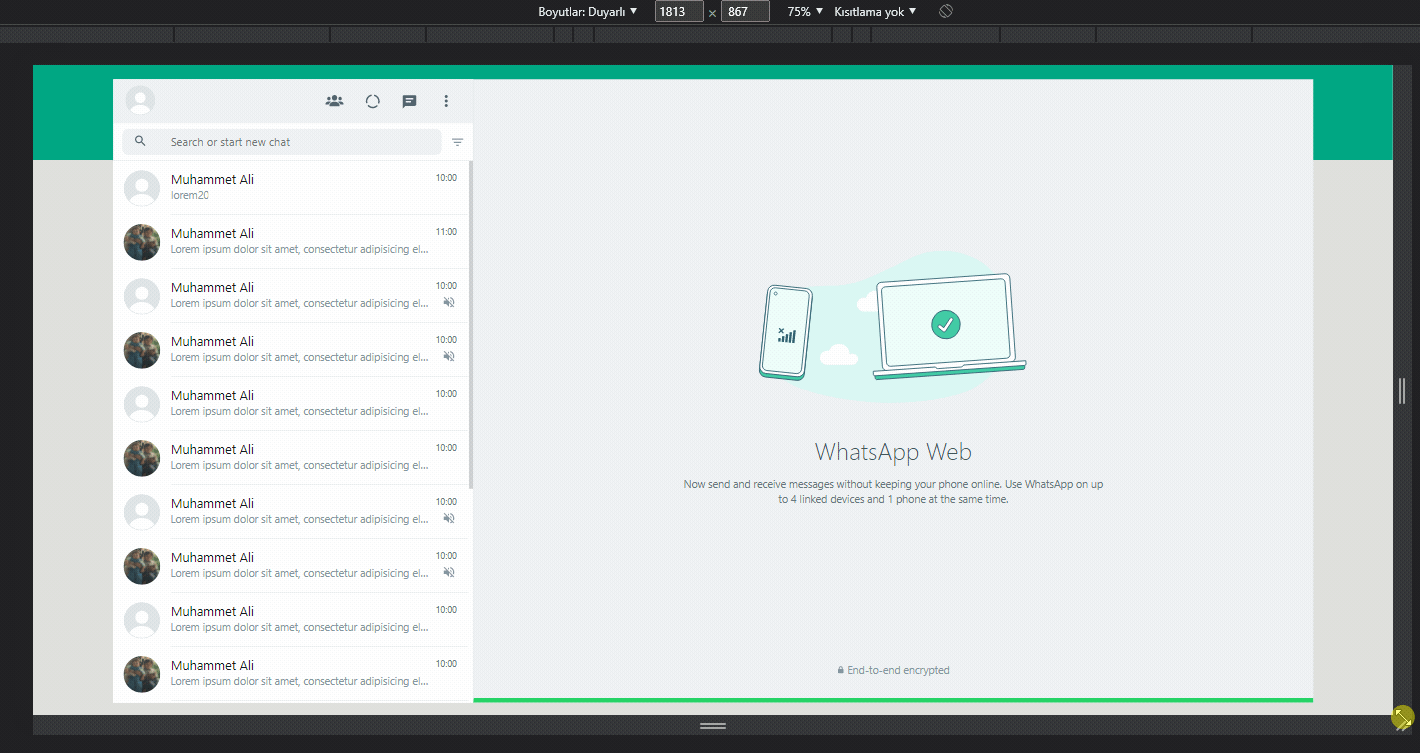 Boyutlar: Duyarlı ▼ 1813 × 867 75% ▼ Kısıtlama yok ▼
Search or start new chat
Muhammet Ali 10:00
lorem20
Muhammet Ali 11:00
Lorem ipsum dolor sit amet, consectetur adipisicing el...
Muhammet Ali 10:00
Lorem ipsum dolor sit amet, consectetur adipisicing el...
Muhammet Ali 10:00
Lorem ipsum dolor sit amet, consectetur adipisicing el...
Muhammet Ali 10:00
Lorem ipsum dolor sit amet, consectetur adipisicing el...
Muhammet Ali 10:00
Lorem ipsum dolor sit amet, consectetur adipisicing el...
Muhammet Ali 10:00
Lorem ipsum dolor sit amet, consectetur adipisicing el...
Muhammet Ali 10:00
Lorem ipsum dolor sit amet, consectetur adipisicing el...
Muhammet Ali 10:00
Lorem ipsum dolor sit amet, consectetur adipisicing el...
Muhammet Ali 10:00
Lorem ipsum dolor sit amet, consectetur adipisicing el...
WhatsApp Web
Now send and receive messages without keeping your phone online. Use WhatsApp on up
to 4 linked devices and 1 phone at the same time.
End-to-end encrypted